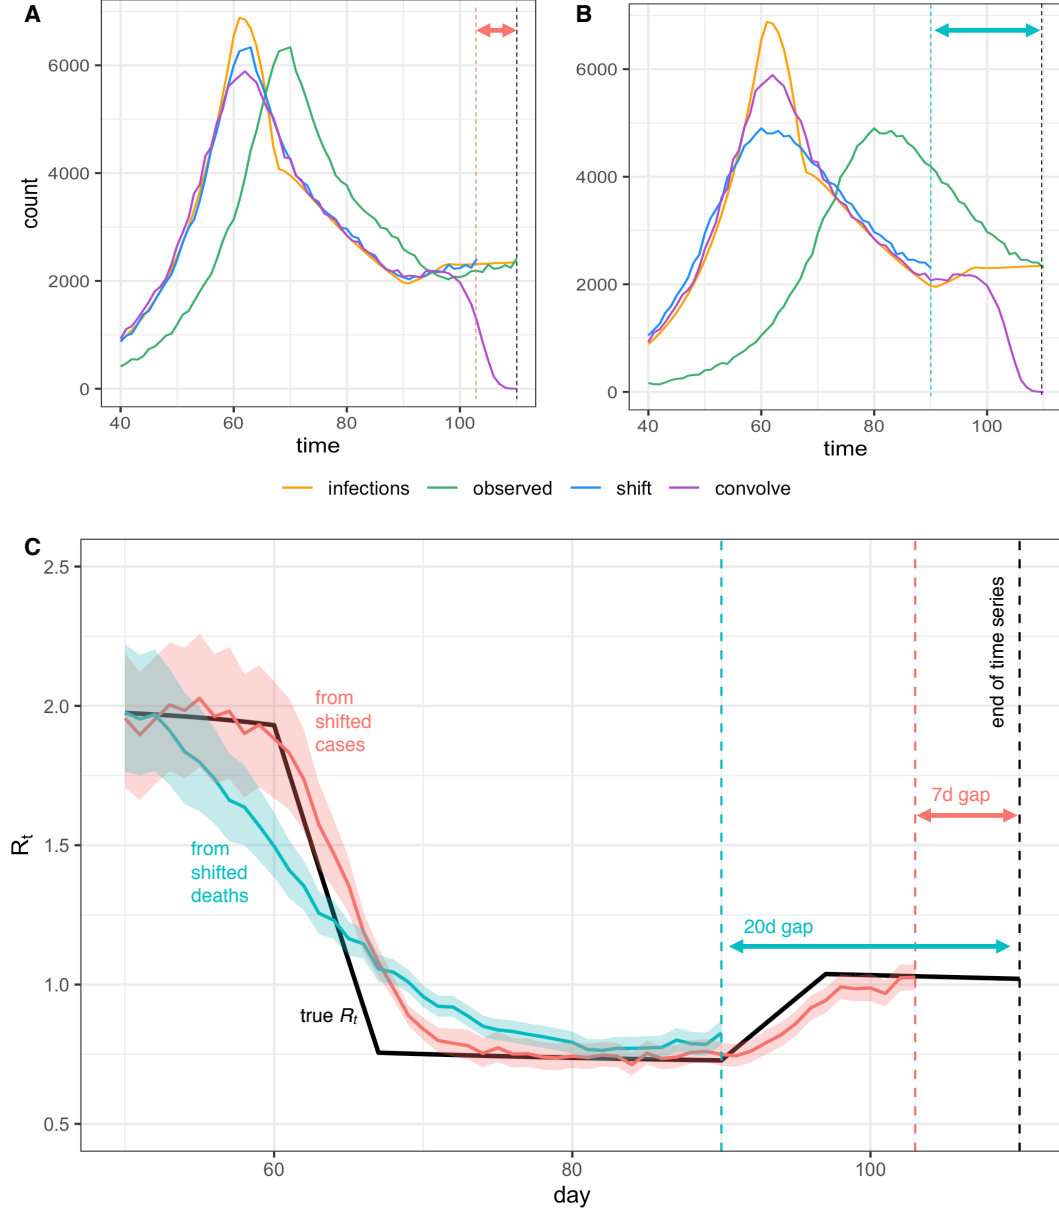 A
B
count
6000
4000
2000
0
40
60
80
100
time
6000
4000
2000
0
40
60
80
100
time
infections
observed
shift
convolve
C
R_t
2.5
2.0
1.5
1.0
0.5
from
shifted
cases
from
shifted
deaths
true R_t
end of time series
7d gap
20d gap
60
80
100
day